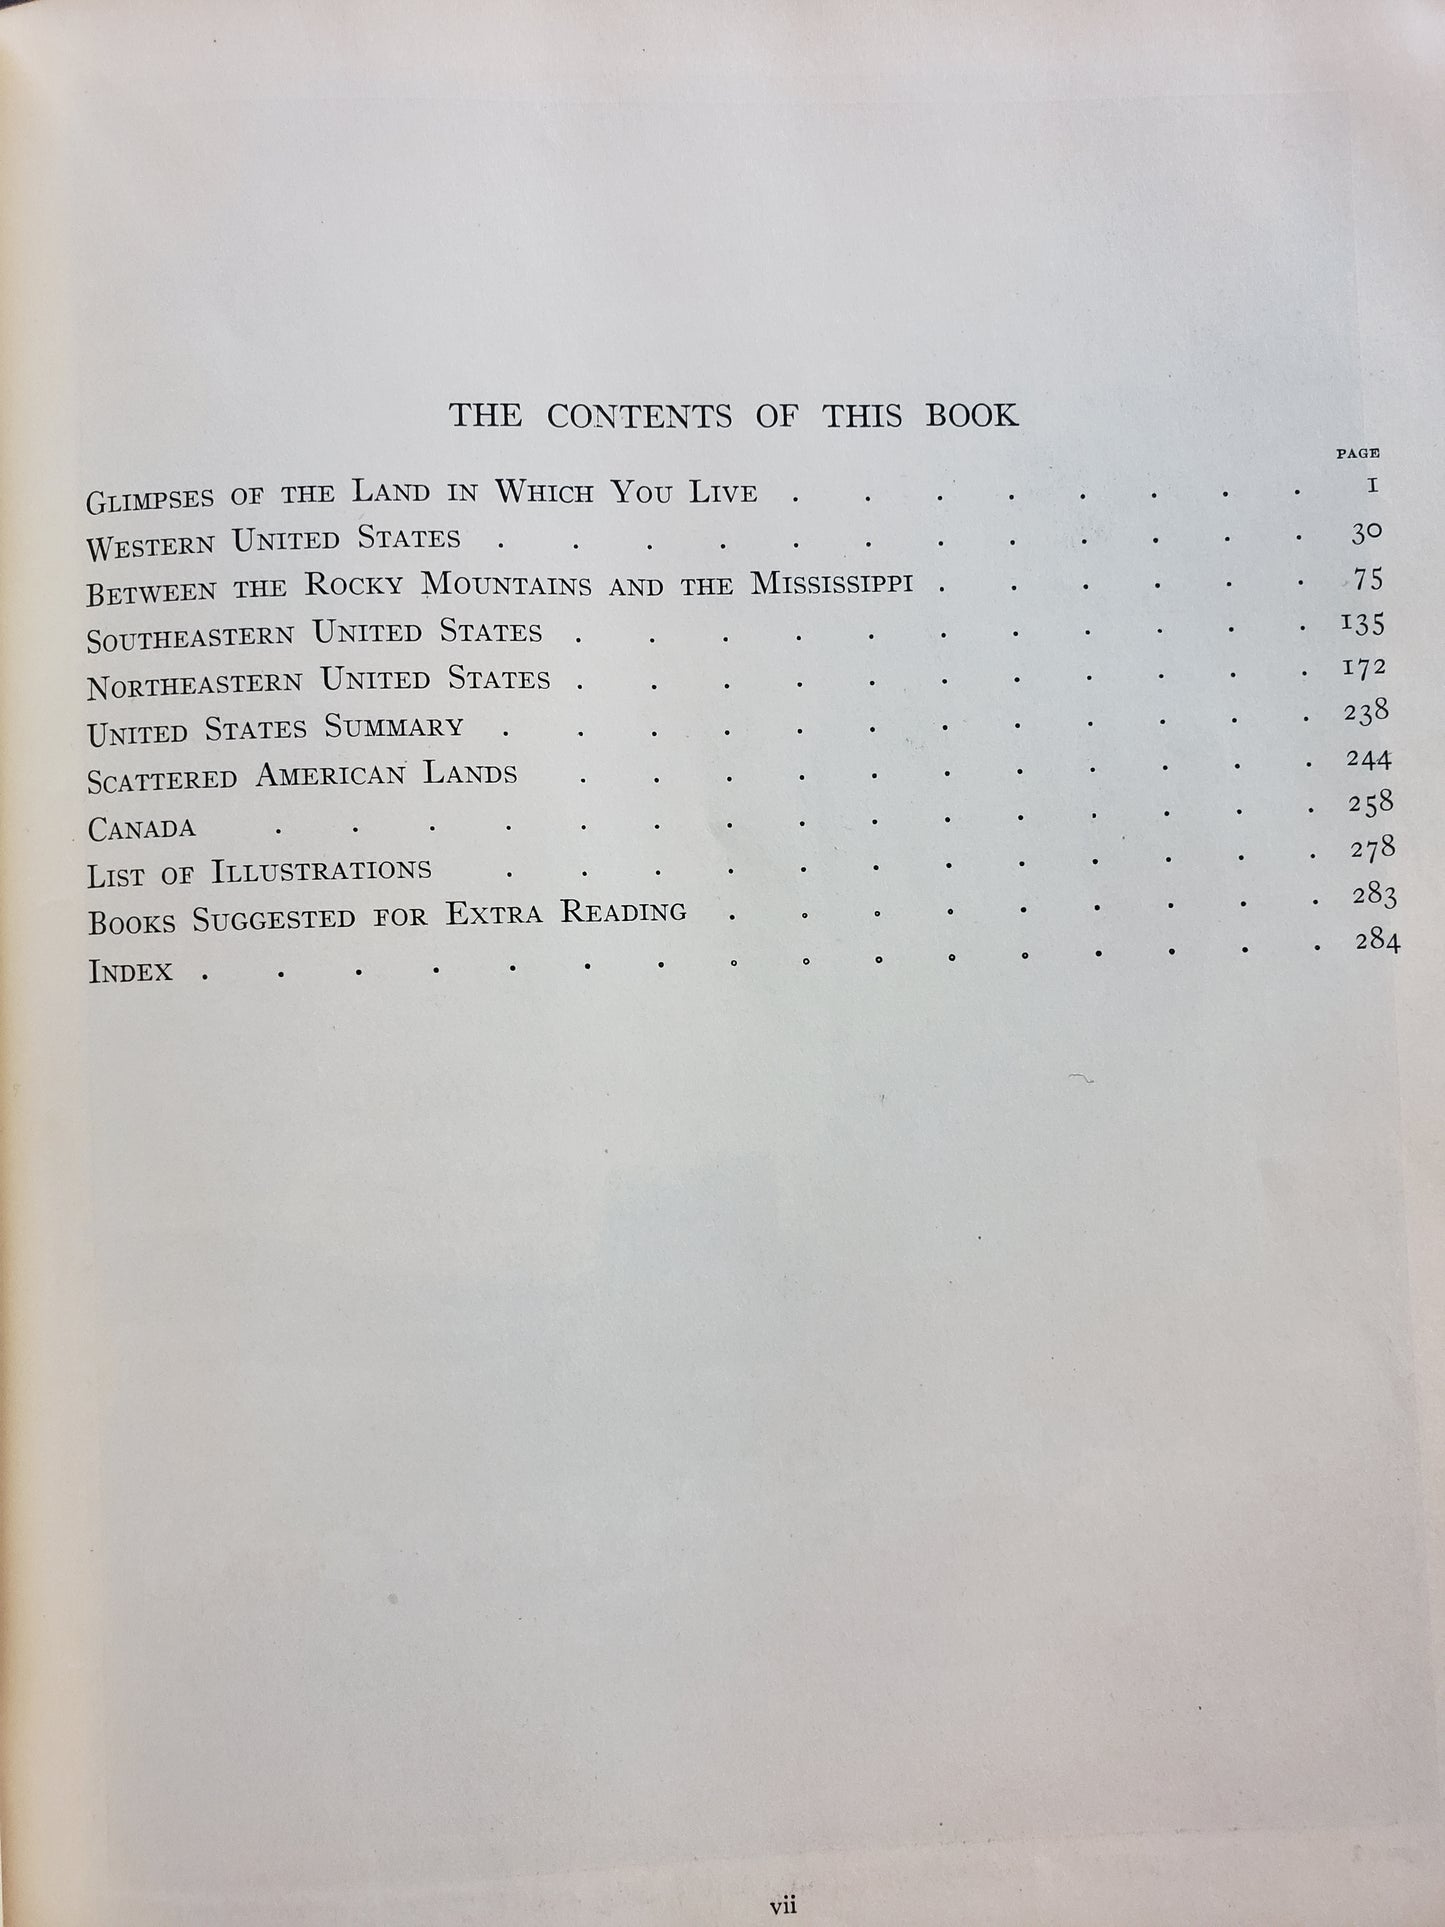 THE CONTENTS OF THIS BOOK
PAGE
Glimpses of the Land in Which You Live . . . . . . . . 1
Western United States . . . . . . . . . . . . 30
Between the Rocky Mountains and the Mississippi . . . . . . 75
Southeastern United States . . . . . . . . . . . 135
Northeastern United States . . . . . . . . . . . 172
United States Summary . . . . . . . . . . . . 238
Scattered American Lands . . . . . . . . . . . 244
Canada . . . . . . . . . . . . . . . 258
List of Illustrations . . . . . . . . . . . . 278
Books Suggested for Extra Reading . . . . . . . . . 283
Index . . . . . . . . . . . . . . . . 284
vii